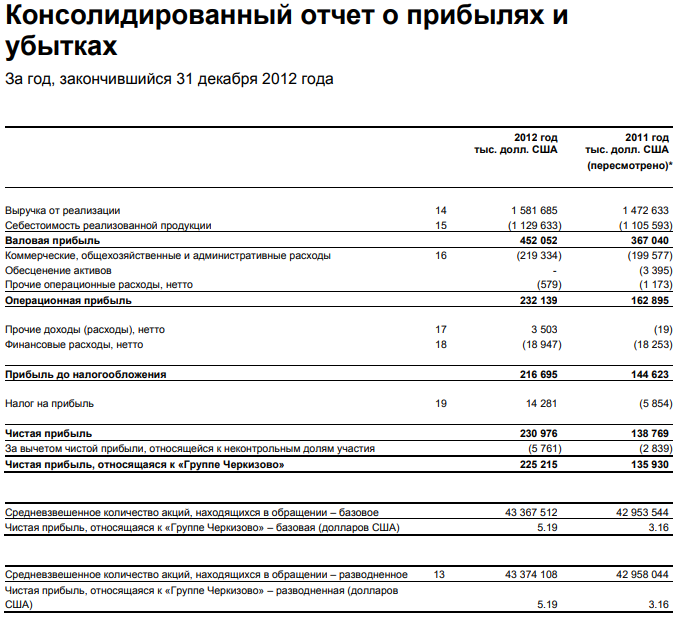 Консолидированный отчет о прибылях и
убытках
За год, закончившийся 31 декабря 2012 года
2012 год 2011 год
тыс. долл. США тыс. долл. США
(пересмотрено)*
Выручка от реализации 14 1 581 685 1 472 633
Себестоимость реализованной продукции 15 (1 129 633) (1 105 593)
Валовая прибыль 452 052 367 040
Коммерческие, общехозяйственные и административные расходы 16 (219 334) (199 577)
Обесценение активов - (3 395)
Прочие операционные расходы, нетто (579) (1 173)
Операционная прибыль 232 139 162 895
Прочие доходы (расходы), нетто 17 3 503 (19)
Финансовые расходы, нетто 18 (18 947) (18 253)
Прибыль до налогообложения 216 695 144 623
Налог на прибыль 19 14 281 (5 854)
Чистая прибыль 230 976 138 769
За вычетом чистой прибыли, относящейся к неконтрольным долям участия (5 761) (2 839)
Чистая прибыль, относящаяся к «Группе Черкизово» 225 215 135 930
Средневзвешенное количество акций, находящихся в обращении – базовое 43 367 512 42 953 544
Чистая прибыль, относящаяся к «Группе Черкизово» – базовая (долларов США) 5.19 3.16
Средневзвешенное количество акций, находящихся в обращении – разводненное 13 43 374 108 42 958 044
Чистая прибыль, относящаяся к «Группе Черкизово» – разводненная (долларов
США) 5.19 3.16